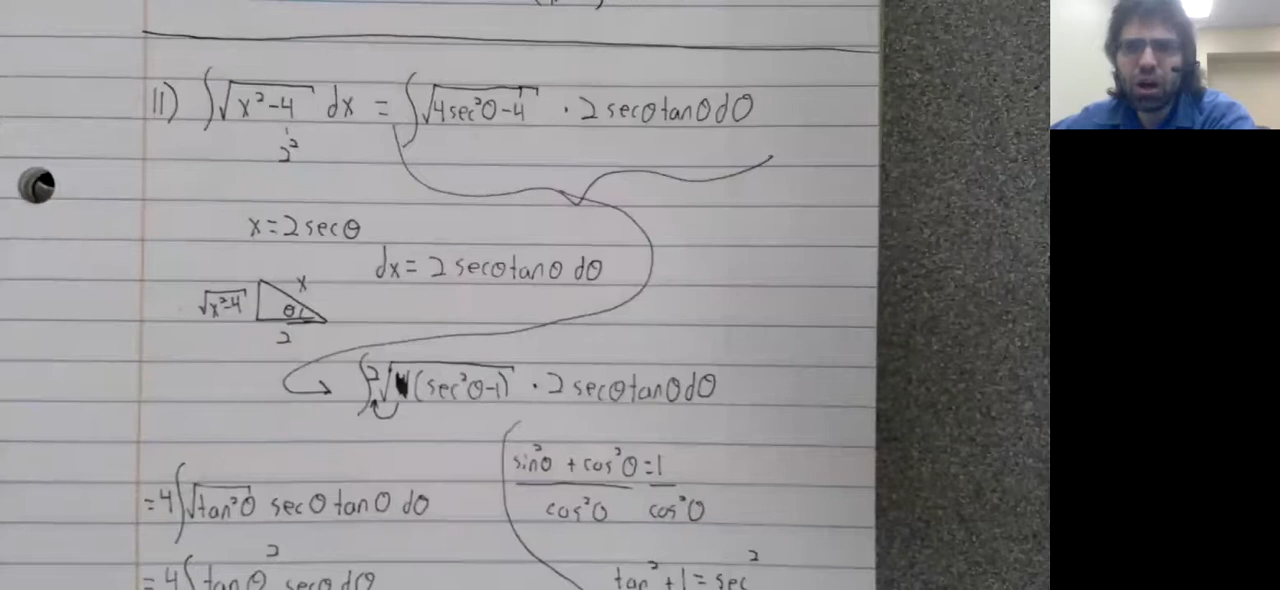 11) ∫√(x²-4) dx = ∫√(4sec²θ-4) · 2secθtanθdθ
2²
x=2secθ
dx= 2secθtanθ dθ
√(x²-4) x θ 2
∫2√(sec²θ-1) · 2secθtanθdθ
sin²θ + cos²θ=1
=4∫√(tan²θ) secθ tanθ dθ
cos²θ cos²θ
=4∫tan²θ secθ dθ
tan²+1=sec²